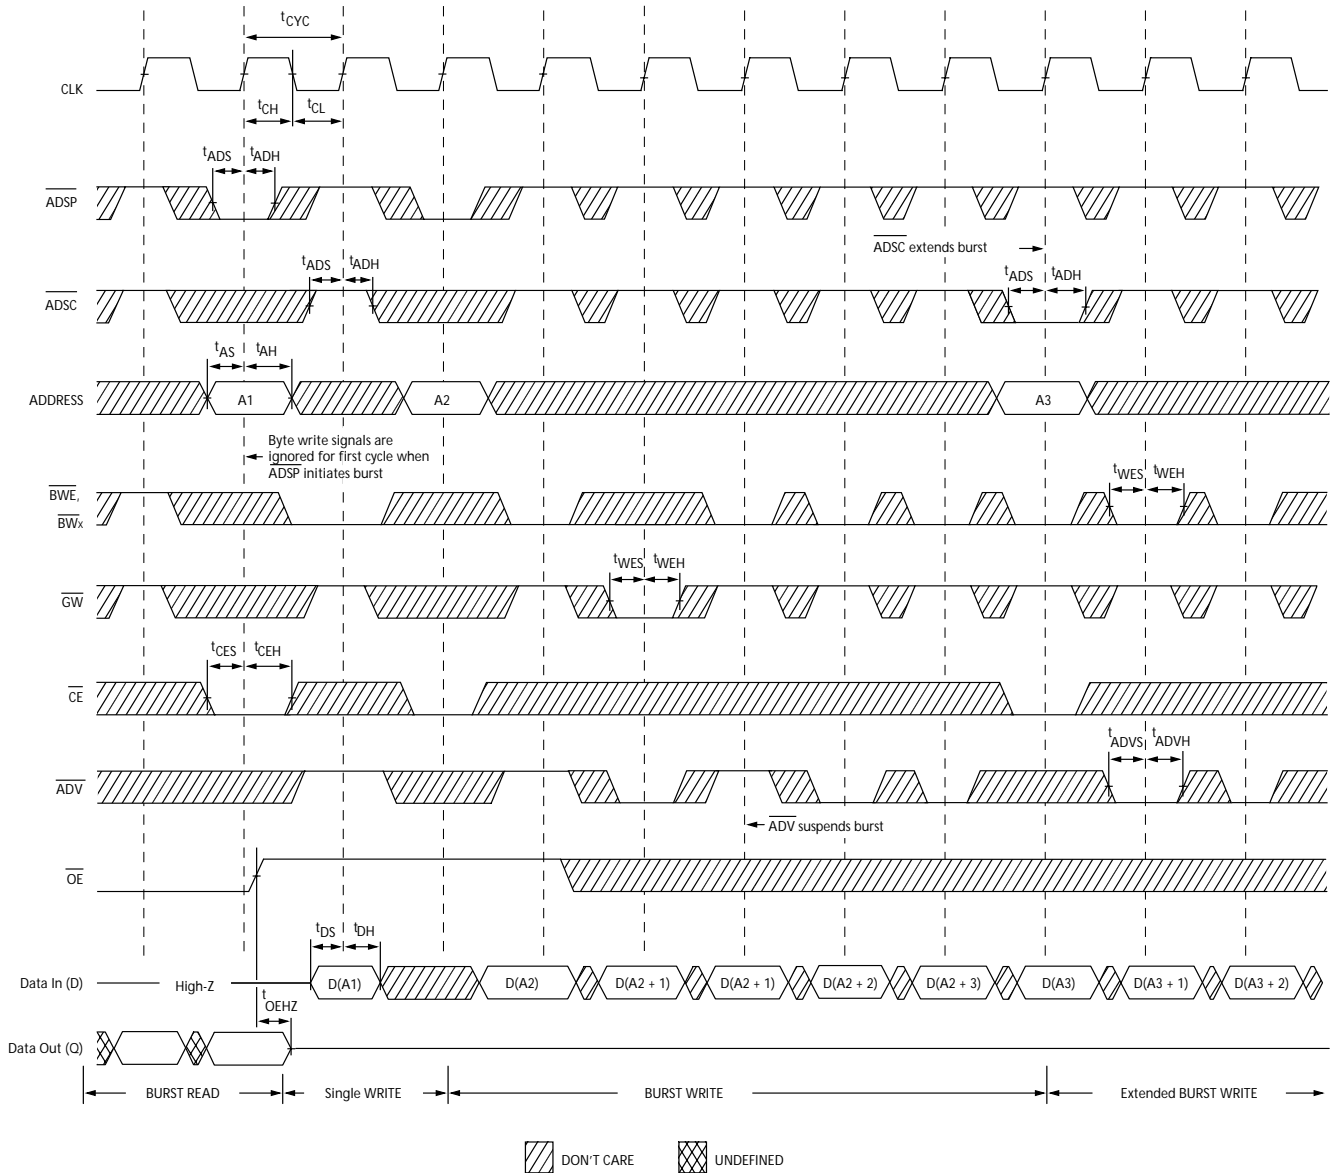 tCYC
CLK
tCH
tCL
tADS
tADH
ADSP
ADSC extends burst
tADS
tADH
tADS
tADH
ADSC
tAS
tAH
ADDRESS
A1
A2
A3
Byte write signals are
ignored for first cycle when
ADSP initiates burst
BWE,
BWx
tWES
tWEH
tWES
tWEH
GW
tCES
tCEH
CE
tADVS
tADVH
ADV
ADV suspends burst
OE
tDS
tDH
Data In (D)
High-Z
D(A1)
D(A2)
D(A2 + 1)
D(A2 + 1)
D(A2 + 2)
D(A2 + 3)
D(A3)
D(A3 + 1)
D(A3 + 2)
tOEHZ
Data Out (Q)
BURST READ
Single WRITE
BURST WRITE
Extended BURST WRITE
DON'T CARE
UNDEFINED